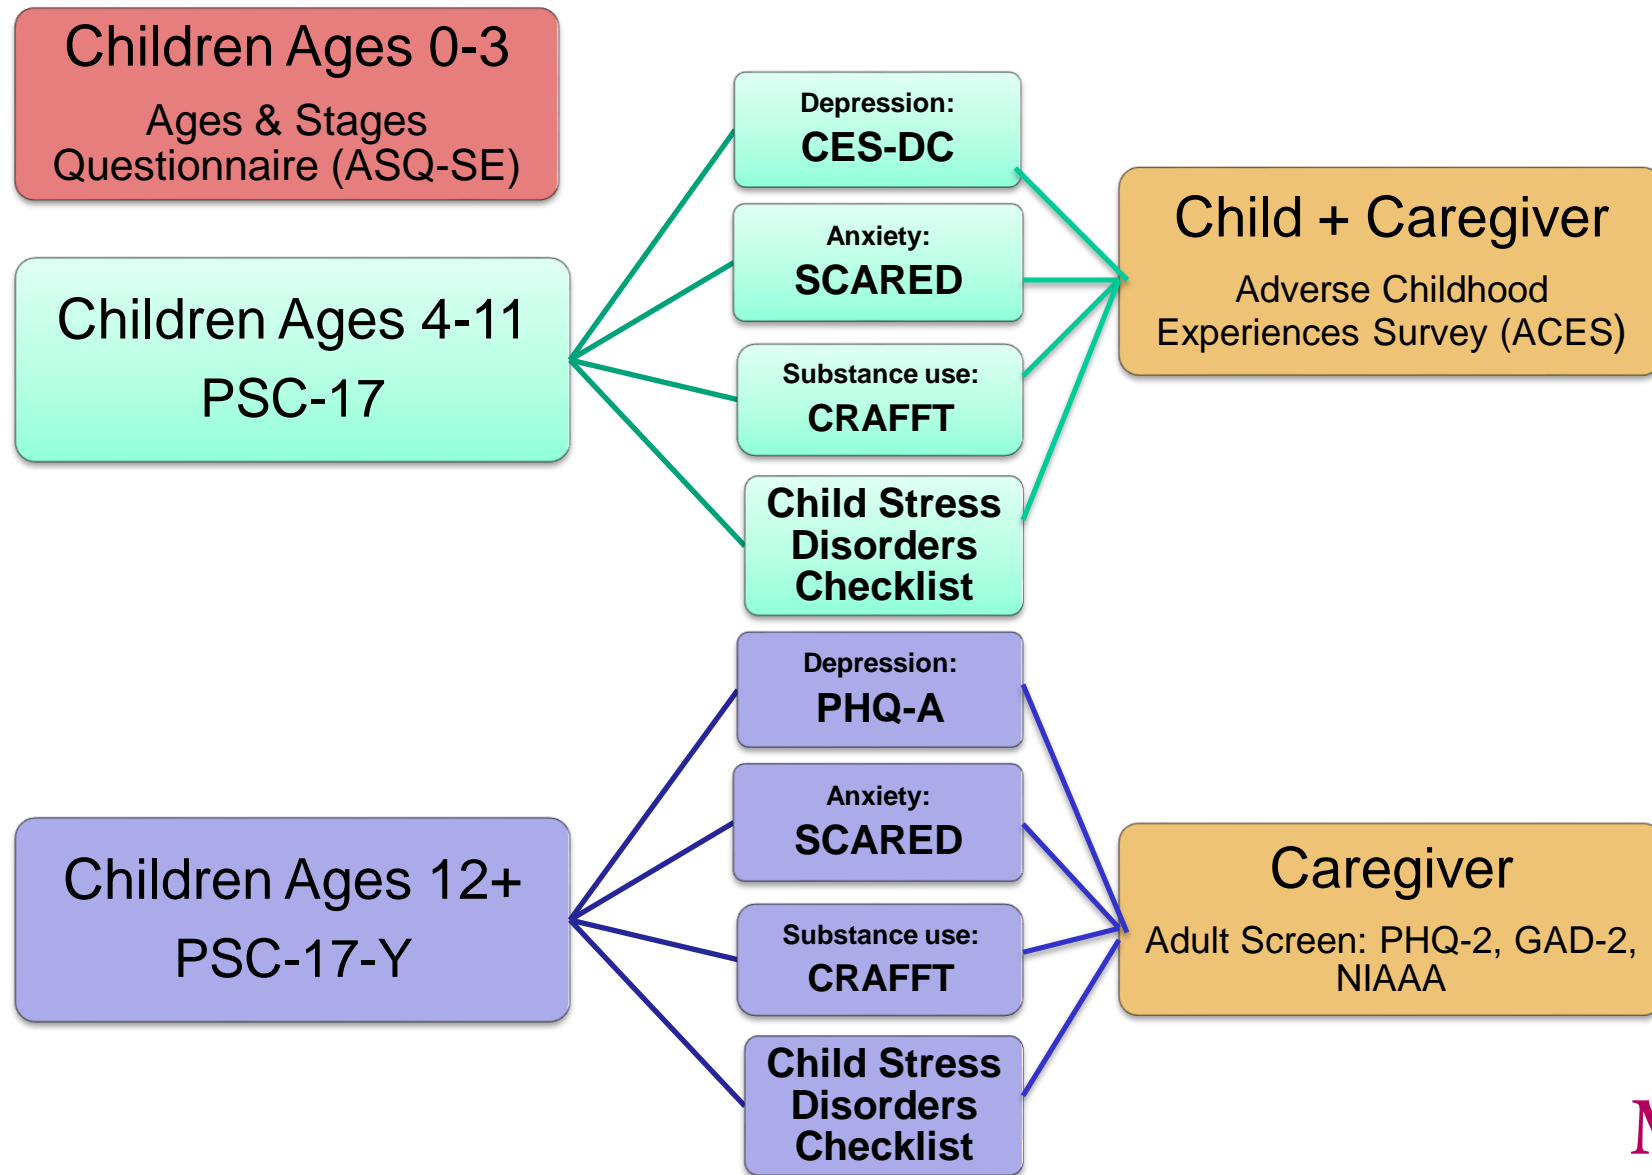 Children Ages 0-3
Ages & Stages
Questionnaire (ASQ-SE)
Children Ages 4-11
PSC-17
Depression:
CES-DC
Anxiety:
SCARED
Substance use:
CRAFFT
Child Stress
Disorders
Checklist
Child + Caregiver
Adverse Childhood
Experiences Survey (ACES)
Children Ages 12+
PSC-17-Y
Depression:
PHQ-A
Anxiety:
SCARED
Substance use:
CRAFFT
Child Stress
Disorders
Checklist
Caregiver
Adult Screen: PHQ-2, GAD-2,
NIAAA